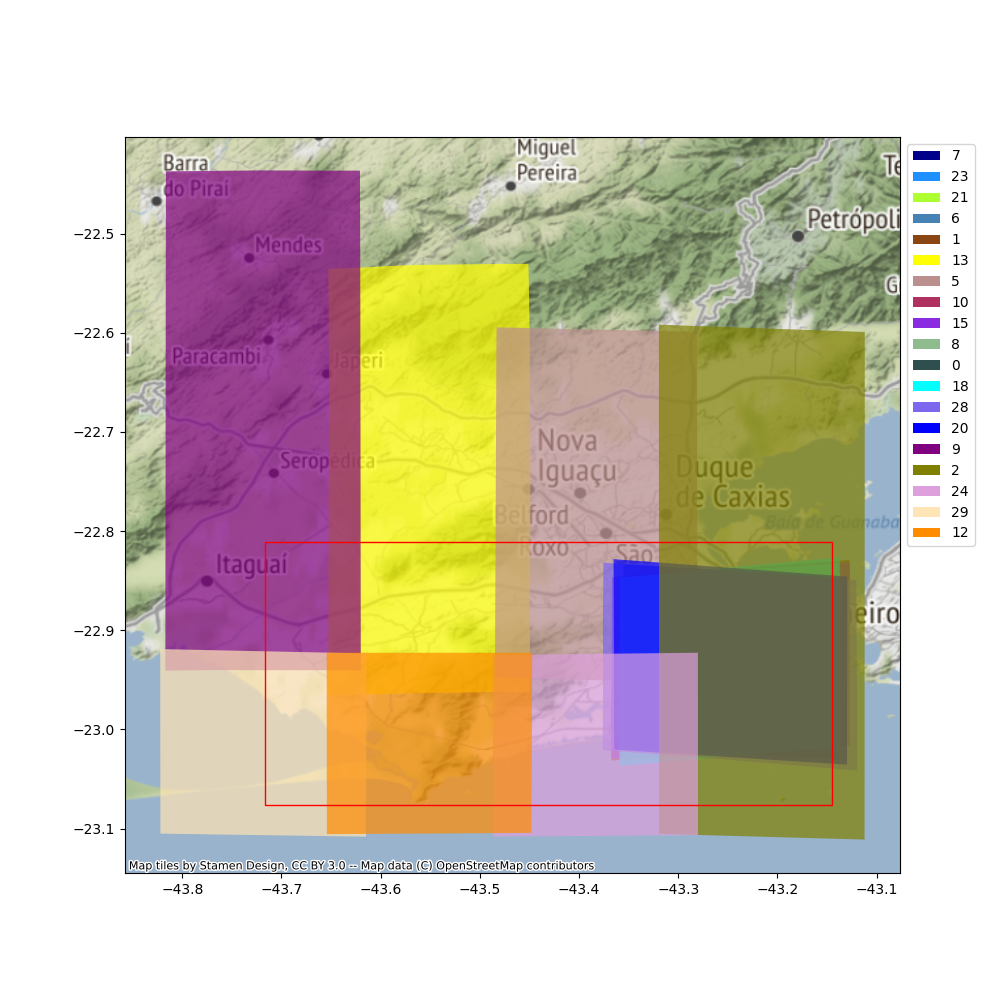 Barra
do Pirai
Miguel
Pereira
Te
Petrópoli
G
Mendes
i
Paracambi
Japeri
Nova
Iguaçu
Duque
de Caxias
Seropédica
Belford
Roxo
Baía de Guanaba
São
Itaguaí
neiro
Map tiles by Stamen Design, CC BY 3.0 -- Map data (C) OpenStreetMap contributors
−22.5
−22.6
−22.7
−22.8
−22.9
−23.0
−23.1
−43.8 −43.7 −43.6 −43.5 −43.4 −43.3 −43.2 −43.1
7
23
21
6
1
13
5
10
15
8
0
18
28
20
9
2
24
29
12